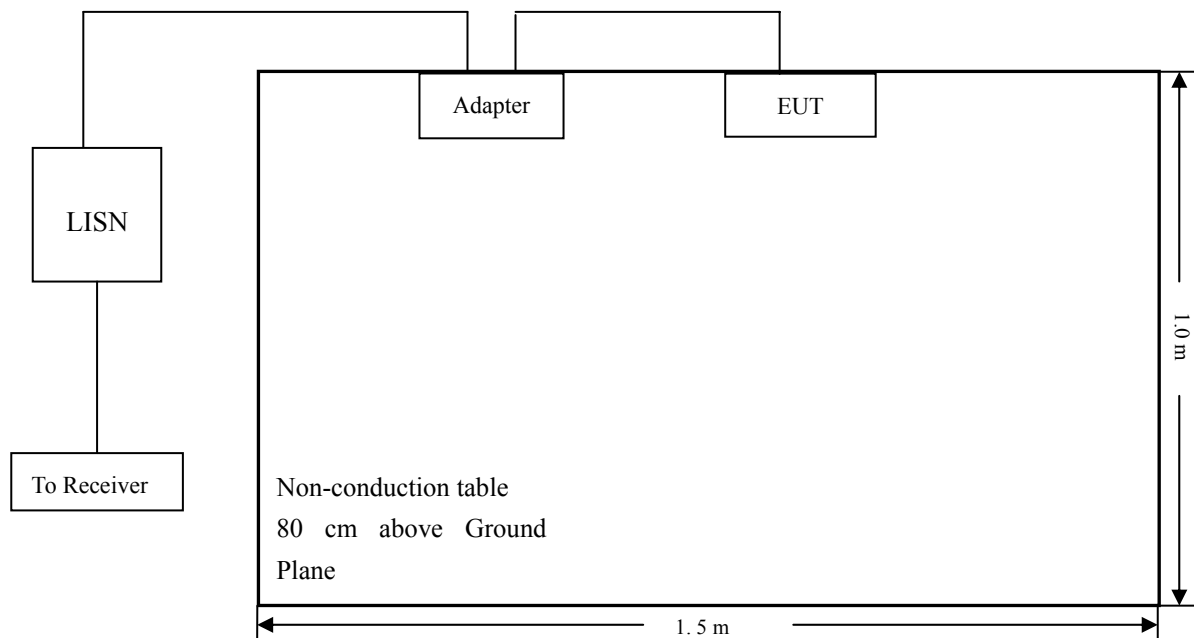 Adapter
EUT
LISN
To Receiver
Non-conduction table
80 cm above Ground
Plane
1.0 m
1. 5 m